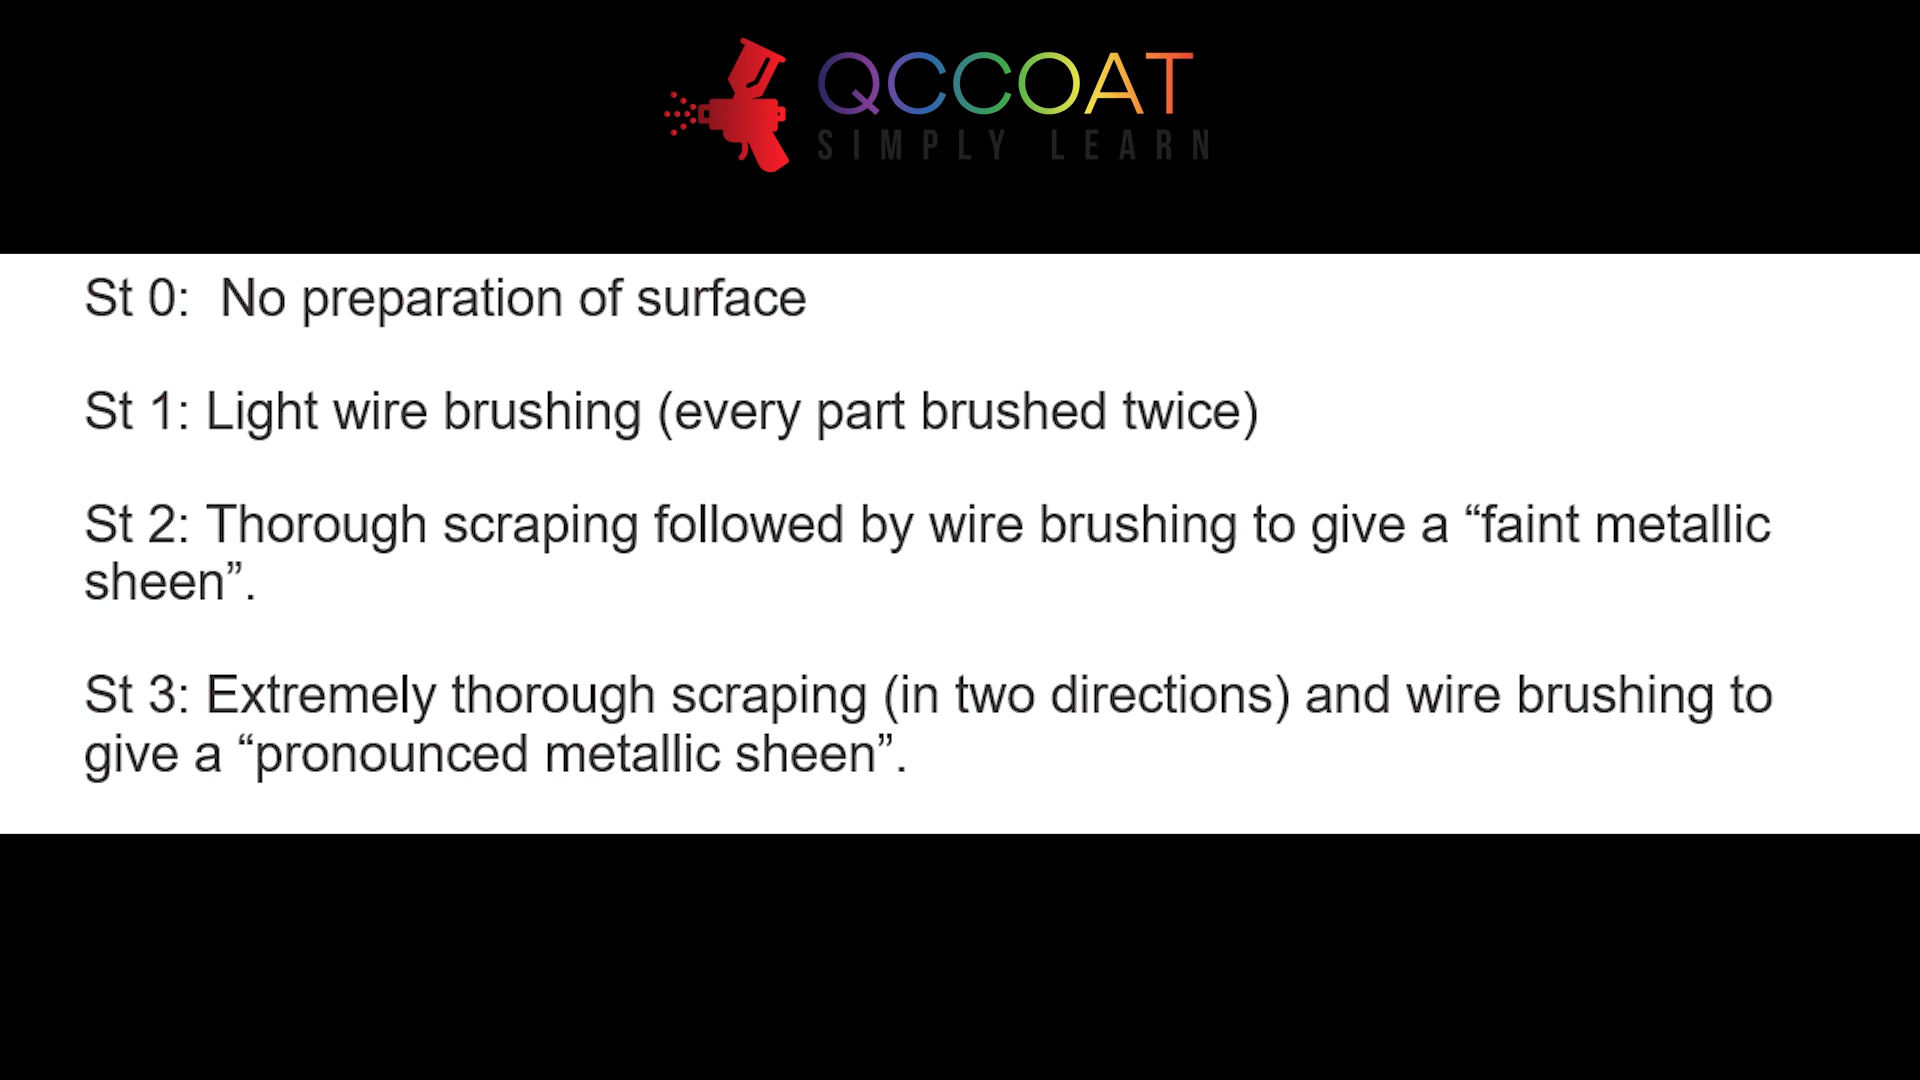 QCCOAT
SIMPLY LEARN
St 0:  No preparation of surface
St 1: Light wire brushing (every part brushed twice)
St 2: Thorough scraping followed by wire brushing to give a “faint metallic
sheen”.
St 3: Extremely thorough scraping (in two directions) and wire brushing to
give a “pronounced metallic sheen”.